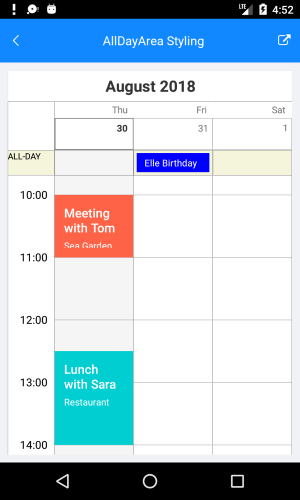 LTE 4:52
AllDayArea Styling
August 2018
Thu Fri Sat
30 31 1
ALL-DAY Elle Birthday
10:00
Meeting
with Tom
Sea Garden
11:00
12:00
Lunch
with Sara
13:00
Restaurant
14:00